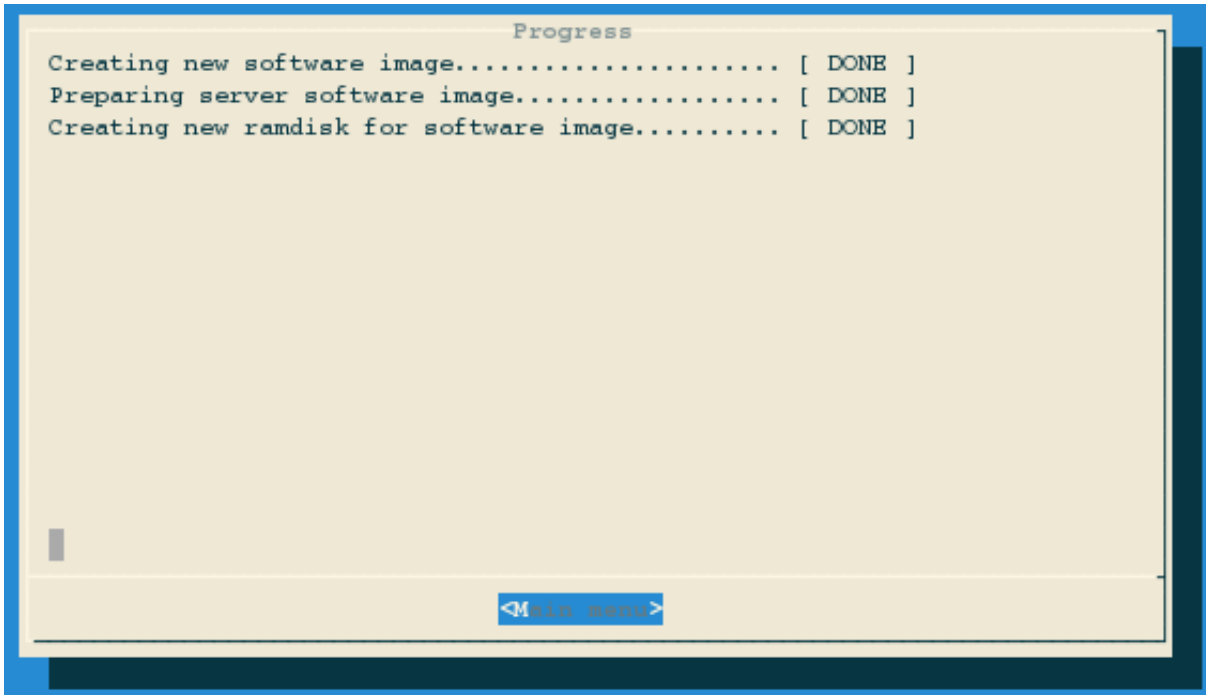 Progress
Creating new software image...................... [ DONE ]
Preparing server software image.................. [ DONE ]
Creating new ramdisk for software image.......... [ DONE ]
<Main menu>